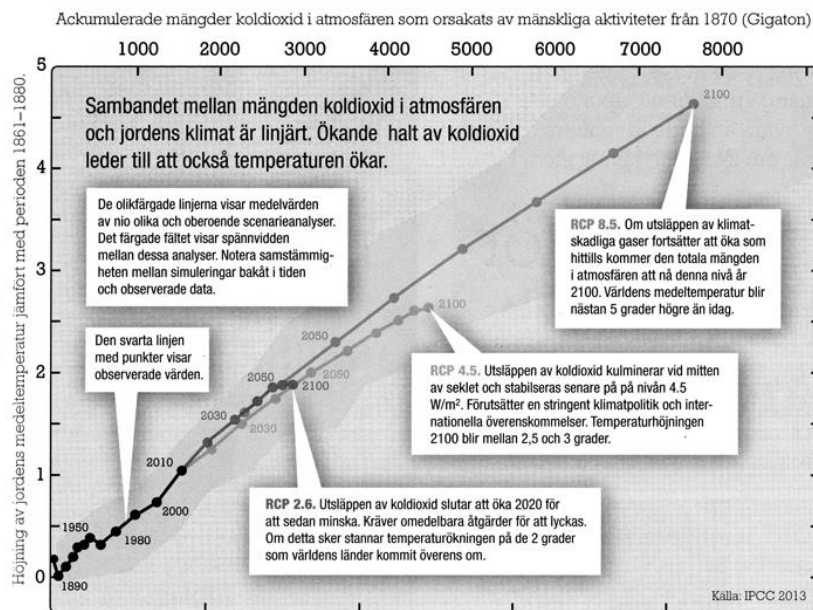 Ackumulerade mängder koldioxid i atmosfären som orsakats av mänskliga aktiviteter från 1870 (Gigaton)
1000 2000 3000 4000 5000 6000 7000 8000
Höjning av jordens medeltemperatur jämfört med perioden 1861–1880.
5
4
3
2
1
0
Sambandet mellan mängden koldioxid i atmosfären
och jordens klimat är linjärt. Ökande halt av koldioxid
leder till att också temperaturen ökar.
De olikfärgade linjerna visar medelvärden
av nio olika och oberoende scenarieanalyser.
Det färgade fältet visar spännvidden
mellan dessa analyser. Notera samstämmig-
heten mellan simuleringar bakåt i tiden
och observerade data.
Den svarta linjen
med punkter visar
observerade värden.
2100
RCP 8.5. Om utsläppen av klimat-
skadliga gaser fortsätter att öka som
hittills kommer den totala mängden
i atmosfären att nå denna nivå år
2100. Världens medeltemperatur blir
nästan 5 grader högre än idag.
2050
2100
RCP 4.5. Utsläppen av koldioxid kulminerar vid mitten
av seklet och stabilseras senare på på nivån 4.5
W/m². Förutsätter en stringent klimatpolitik och inter-
nationella överenskommelser. Temperaturhöjningen
2100 blir mellan 2,5 och 3 grader.
2050
2050
2100
2030
2030
2010
2000
1980
1950
1890
RCP 2.6. Utsläppen av koldioxid slutar att öka 2020 för
att sedan minska. Kräver omedelbara åtgärder för att lyckas.
Om detta sker stannar temperaturökningen på de 2 grader
som världens länder kommit överens om.
Källa: IPCC 2013